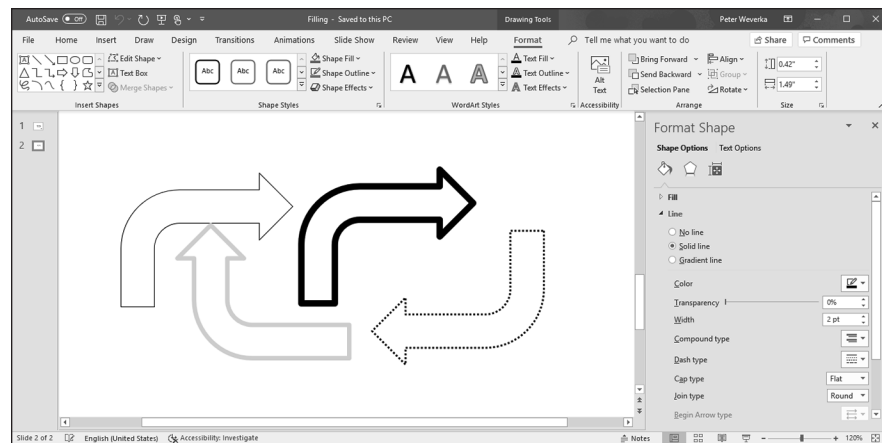 AutoSave Off Filling - Saved to this PC Drawing Tools Peter Weverka
File Home Insert Draw Design Transitions Animations Slide Show Review View Help Format Tell me what you want to do Share Comments
Abc Abc Abc
A A A
Edit Shape
Text Box
Merge Shapes
Shape Fill
Shape Outline
Shape Effects
Text Fill
Text Outline
Text Effects
Alt
Text
Bring Forward Align
Send Backward Group
Selection Pane Rotate
0.42"
1.49"
Insert Shapes Shape Styles WordArt Styles Accessibility Arrange Size
1
2
Format Shape
Shape Options Text Options
Fill
Line
No line
Solid line
Gradient line
Color
Transparency 0%
Width 2 pt
Compound type
Dash type
Cap type Flat
Join type Round
Begin Arrow type
Slide 2 of 2 English (United States) Accessibility: Investigate Notes 120%